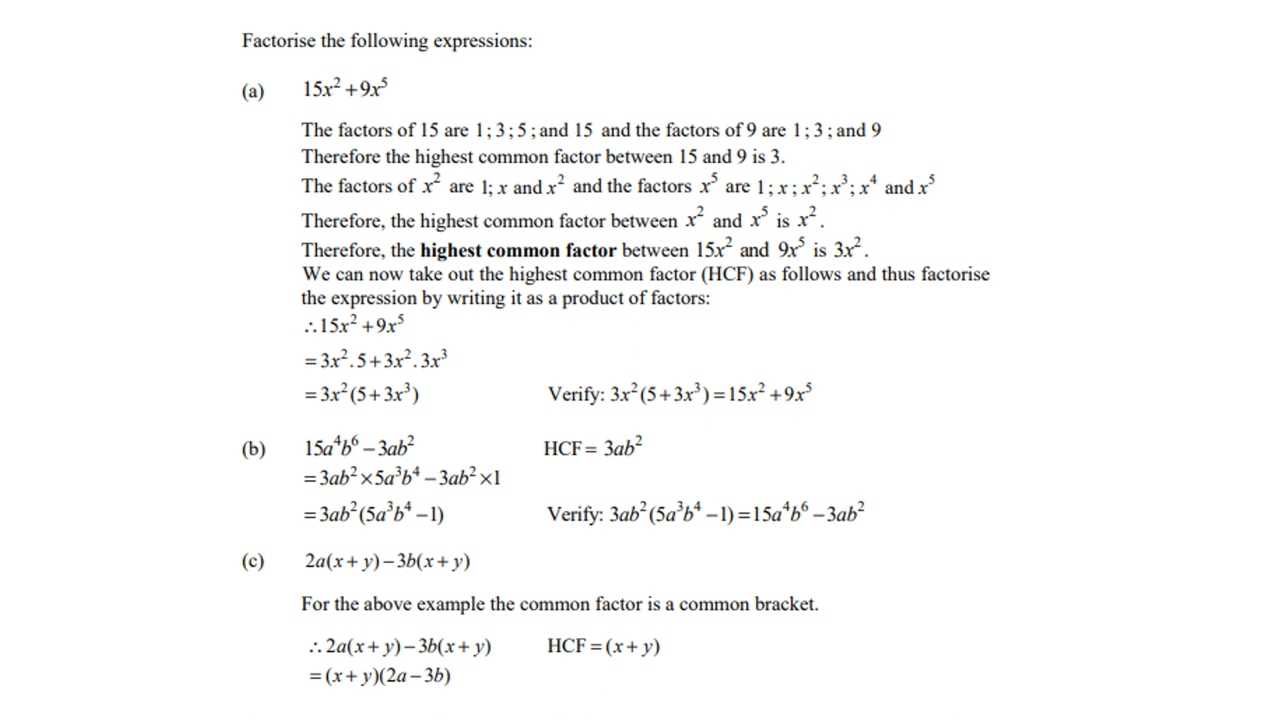 Factorise the following expressions:
(a) 15x² + 9x⁵
The factors of 15 are 1; 3; 5; and 15 and the factors of 9 are 1; 3; and 9
Therefore the highest common factor between 15 and 9 is 3.
The factors of x² are 1; x and x² and the factors x⁵ are 1; x; x²; x³; x⁴ and x⁵
Therefore, the highest common factor between x² and x⁵ is x².
Therefore, the highest common factor between 15x² and 9x⁵ is 3x².
We can now take out the highest common factor (HCF) as follows and thus factorise
the expression by writing it as a product of factors:
∴ 15x² + 9x⁵
= 3x².5 + 3x².3x³
= 3x²(5 + 3x³) Verify: 3x²(5 + 3x³) = 15x² + 9x⁵
(b) 15a⁴b⁶ − 3ab² HCF = 3ab²
= 3ab² × 5a³b⁴ − 3ab² × 1
= 3ab²(5a³b⁴ − 1) Verify: 3ab²(5a³b⁴ − 1) = 15a⁴b⁶ − 3ab²
(c) 2a(x + y) − 3b(x + y)
For the above example the common factor is a common bracket.
∴ 2a(x + y) − 3b(x + y) HCF = (x + y)
= (x + y)(2a − 3b)